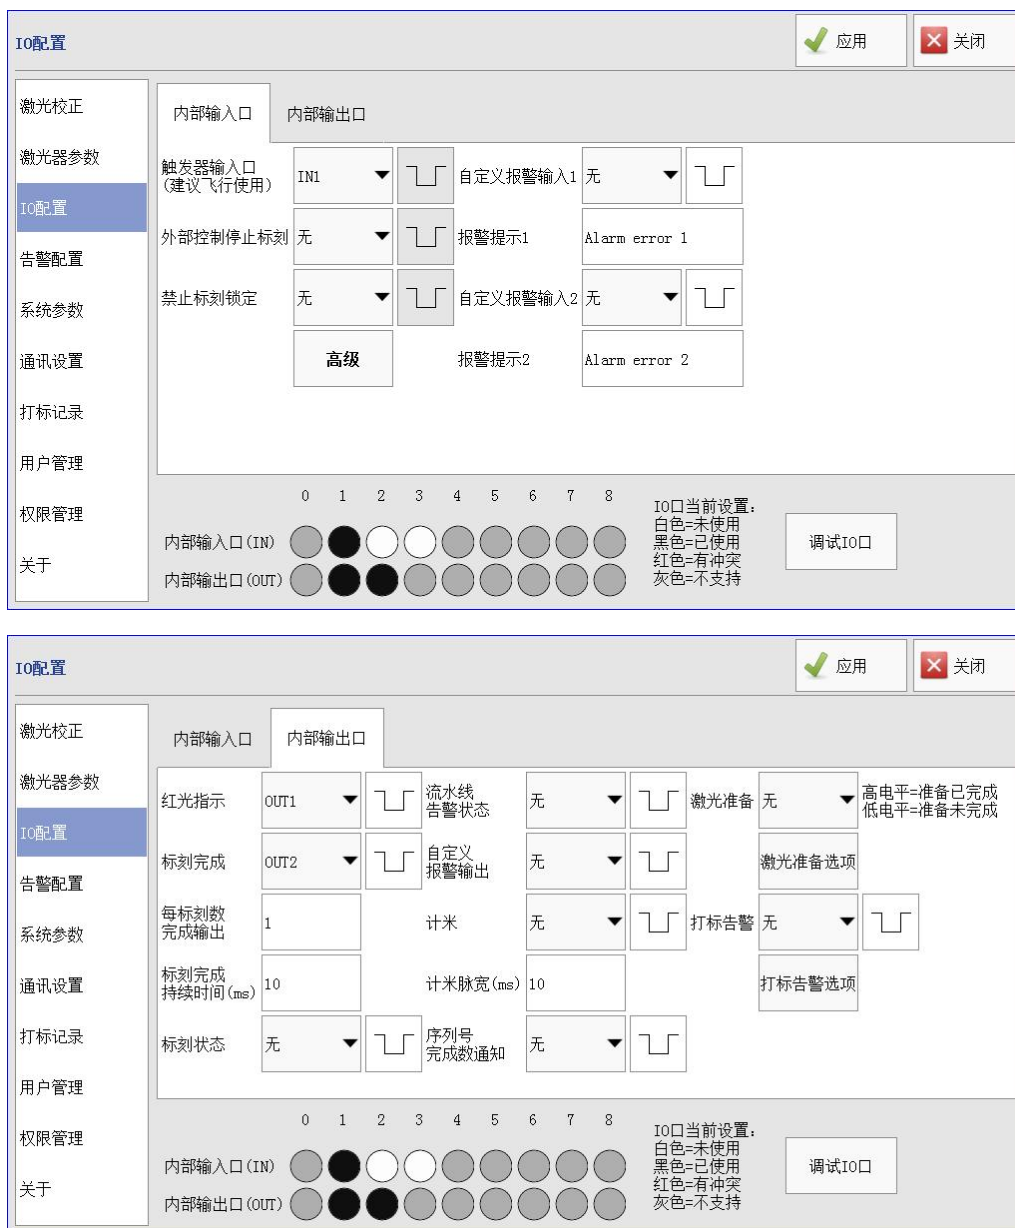 IO配置
应用
关闭
激光校正
激光器参数
IO配置
告警配置
系统参数
通讯设置
打标记录
用户管理
权限管理
关于
内部输入口
内部输出口
触发器输入口
(建议飞行使用)
IN1
自定义报警输入1
无
外部控制停止标刻
无
报警提示1
Alarm error 1
禁止标刻锁定
无
自定义报警输入2
无
高级
报警提示2
Alarm error 2
0 1 2 3 4 5 6 7 8
内部输入口(IN)
内部输出口(OUT)
IO口当前设置:
白色=未使用
黑色=已使用
红色=有冲突
灰色=不支持
调试IO口
IO配置
应用
关闭
激光校正
激光器参数
IO配置
告警配置
系统参数
通讯设置
打标记录
用户管理
权限管理
关于
内部输入口
内部输出口
红光指示
OUT1
流水线
告警状态
无
激光准备
无
高电平=准备已完成
低电平=准备未完成
标刻完成
OUT2
自定义
报警输出
无
激光准备选项
每标刻数
完成输出
1
计米
无
打标告警
无
标刻完成
持续时间(ms)
10
计米脉宽(ms)
10
打标告警选项
标刻状态
无
序列号
完成数通知
无
0 1 2 3 4 5 6 7 8
内部输入口(IN)
内部输出口(OUT)
IO口当前设置:
白色=未使用
黑色=已使用
红色=有冲突
灰色=不支持
调试IO口